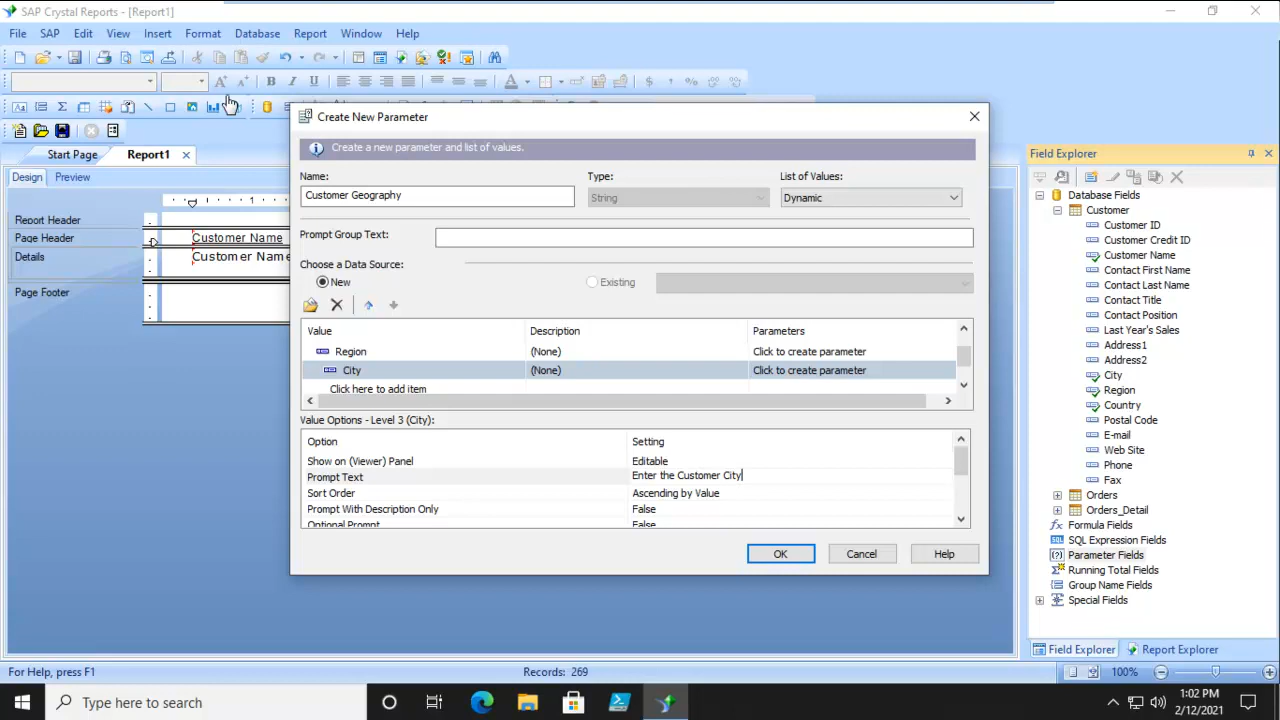 SAP Crystal Reports - [Report1]
File SAP Edit View Insert Format Database Report Window Help
Start Page Report1
Design Preview
Report Header
Page Header Customer Name
Details Customer Name
Page Footer
Create New Parameter
Create a new parameter and list of values.
Name: Type: List of Values:
Customer Geography String Dynamic
Prompt Group Text:
Choose a Data Source:
New Existing
Value Description Parameters
Region (None) Click to create parameter
City (None) Click to create parameter
Click here to add item
Value Options - Level 3 (City):
Option Setting
Show on (Viewer) Panel Editable
Prompt Text Enter the Customer City
Sort Order Ascending by Value
Prompt With Description Only False
Optional Prompt False
OK Cancel Help
Field Explorer
Database Fields
Customer
Customer ID
Customer Credit ID
Customer Name
Contact First Name
Contact Last Name
Contact Title
Contact Position
Last Year's Sales
Address1
Address2
City
Region
Country
Postal Code
E-mail
Web Site
Phone
Fax
Orders
Orders_Detail
Formula Fields
SQL Expression Fields
Parameter Fields
Running Total Fields
Group Name Fields
Special Fields
Field Explorer Report Explorer
For Help, press F1 Records: 269 100%
Type here to search
1:02 PM
2/12/2021